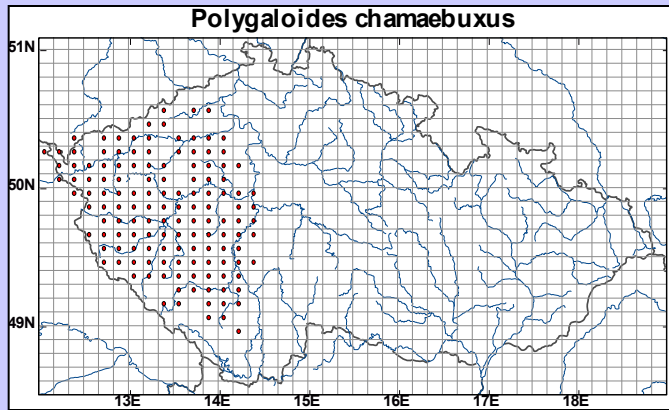 Polygaloides chamaebuxus
51N
50N
49N
13E 14E 15E 16E 17E 18E